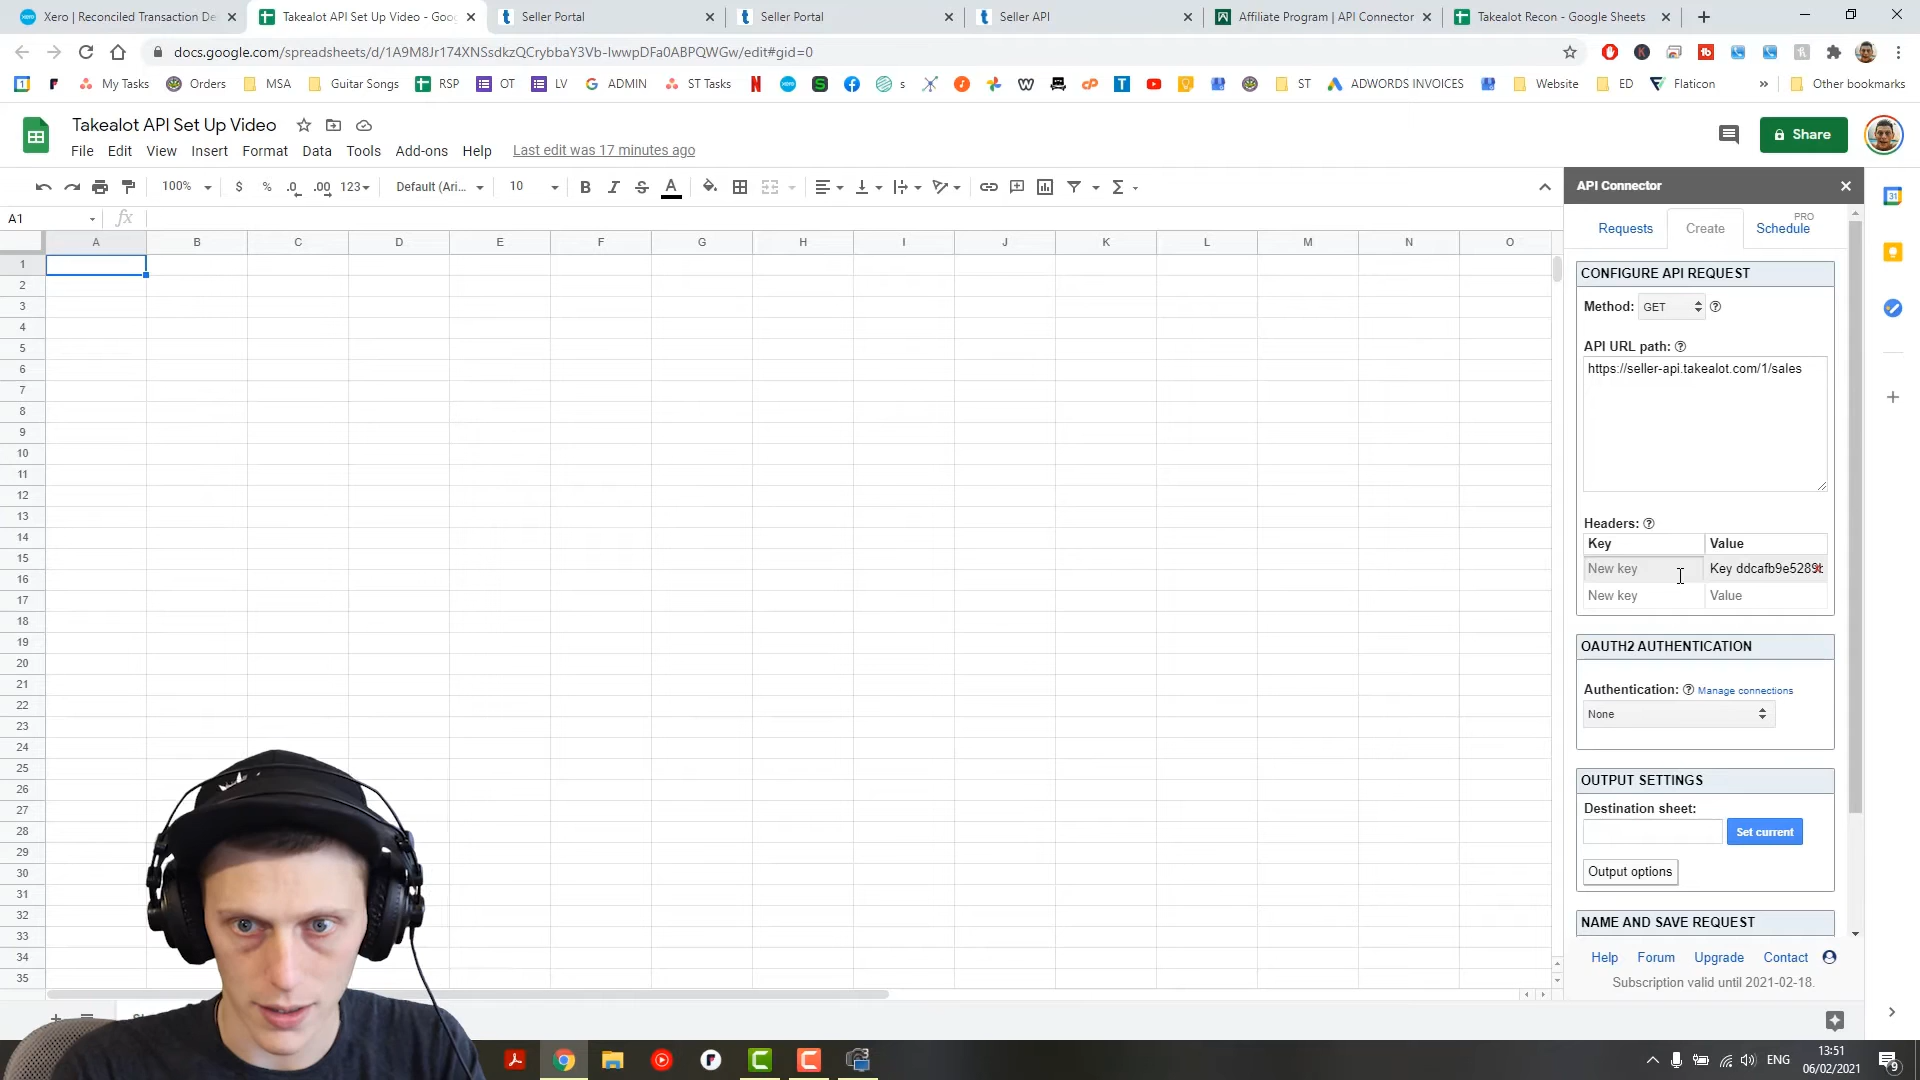 Xero | Reconciled Transaction De
Takealot API Set Up Video - Goo
Seller Portal
Seller Portal
Seller API
Affiliate Program | API Connector
Takealot Recon - Google Sheets
docs.google.com/spreadsheets/d/1A9M8Jr174XNSsdkzQCrybbaY3Vb-IwwpDFa0ABPQWGw/edit#gid=0
My Tasks
Orders
MSA
Guitar Songs
RSP
OT
LV
ADMIN
ST Tasks
s
ST
ADWORDS INVOICES
Website
ED
Flaticon
Other bookmarks
Takealot API Set Up Video
Share
File Edit View Insert Format Data Tools Add-ons Help Last edit was 17 minutes ago
100% $ % .0 .00 123 Default (Ari... 10 B I S A
A1 fx
A B C D E F G H I J K L M N O
1
2
3
4
5
6
7
8
9
10
11
12
13
14
15
16
17
18
19
20
21
22
23
24
25
26
27
28
29
30
31
32
33
34
35
API Connector
Requests Create Schedule PRO
CONFIGURE API REQUEST
Method: GET
API URL path:
https://seller-api.takealot.com/1/sales
Headers:
Key Value
New key Key ddcafb9e5289
New key Value
OAUTH2 AUTHENTICATION
Authentication: Manage connections
None
OUTPUT SETTINGS
Destination sheet:
Set current
Output options
NAME AND SAVE REQUEST
Help Forum Upgrade Contact
Subscription valid until 2021-02-18.
ENG
13:51
06/02/2021
9